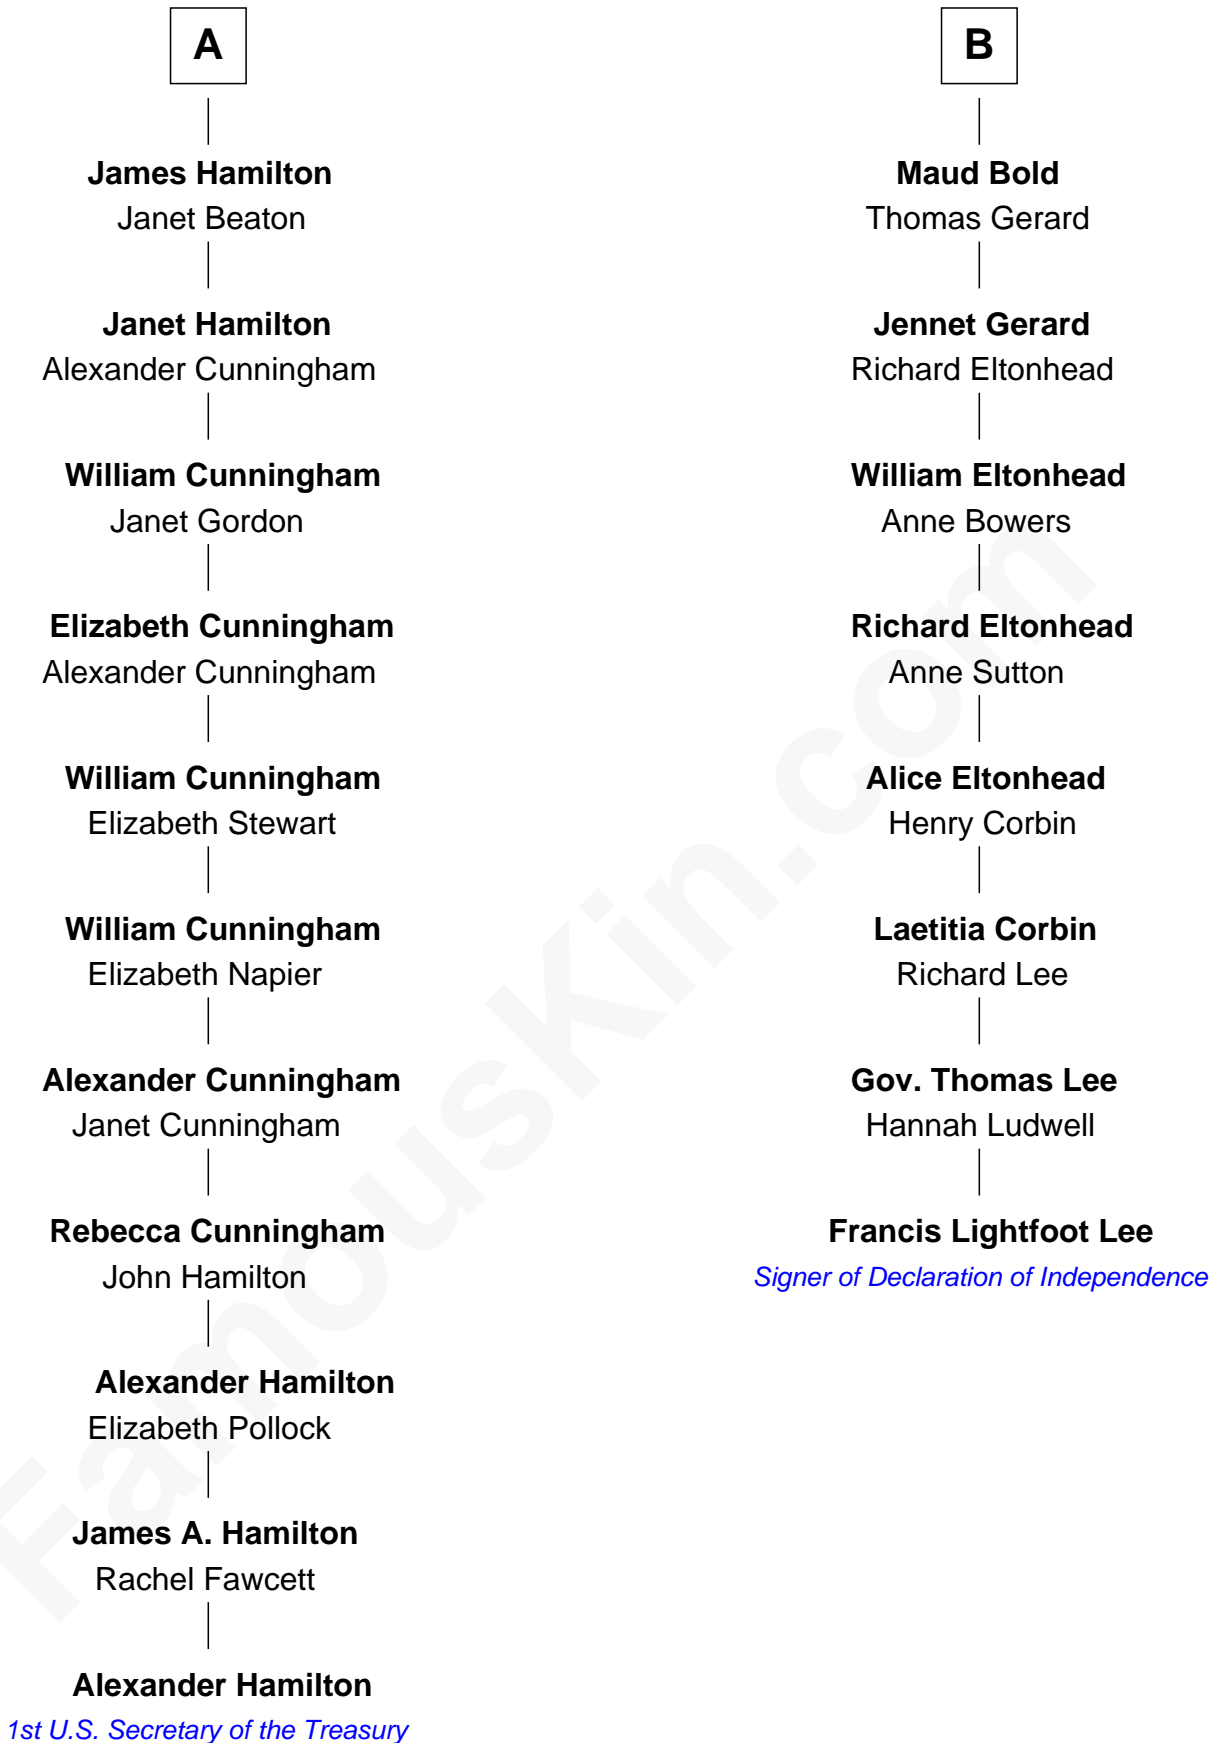 A
James Hamilton
Janet Beaton
Janet Hamilton
Alexander Cunningham
William Cunningham
Janet Gordon
Elizabeth Cunningham
Alexander Cunningham
William Cunningham
Elizabeth Stewart
William Cunningham
Elizabeth Napier
Alexander Cunningham
Janet Cunningham
Rebecca Cunningham
John Hamilton
Alexander Hamilton
Elizabeth Pollock
James A. Hamilton
Rachel Fawcett
Alexander Hamilton
1st U.S. Secretary of the Treasury
B
Maud Bold
Thomas Gerard
Jennet Gerard
Richard Eltonhead
William Eltonhead
Anne Bowers
Richard Eltonhead
Anne Sutton
Alice Eltonhead
Henry Corbin
Laetitia Corbin
Richard Lee
Gov. Thomas Lee
Hannah Ludwell
Francis Lightfoot Lee
Signer of Declaration of Independence
FamousKin.com